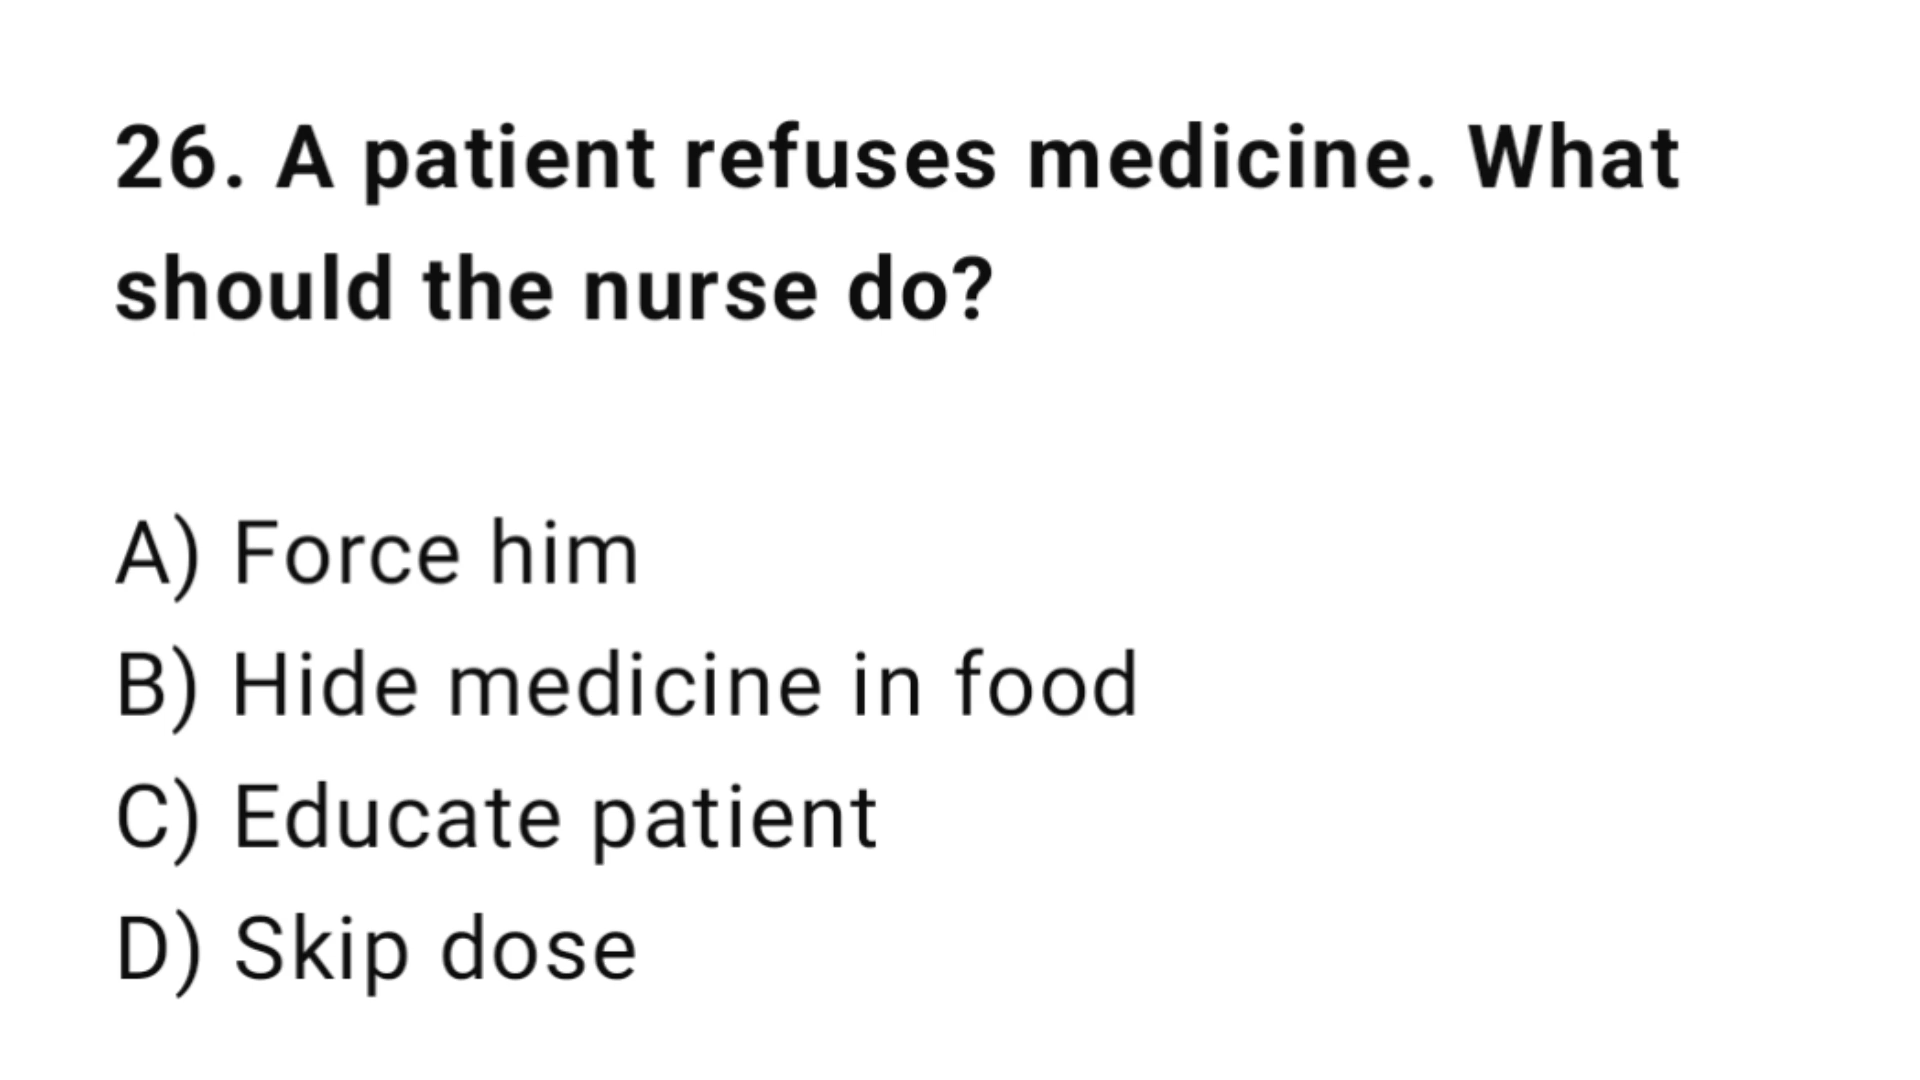 26. A patient refuses medicine. What
should the nurse do?
A) Force him
B) Hide medicine in food
C) Educate patient
D) Skip dose